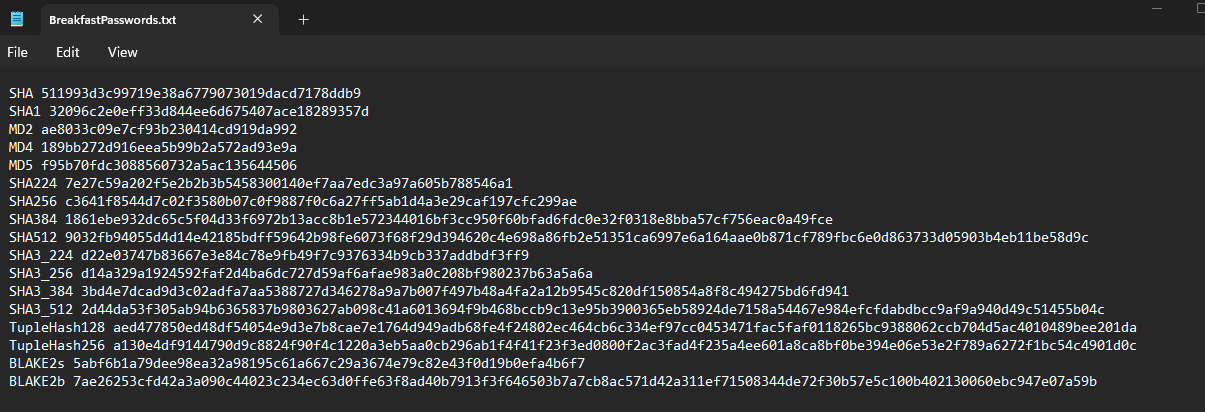 BreakfastPasswords.txt
File Edit View
SHA 511993d3c99719e38a6779073019dacd7178ddb9
SHA1 32096c2e0eff33d844ee6d675407ace18289357d
MD2 ae8033c09e7cf93b230414cd919da992
MD4 189bb272d916eea5b99b2a572ad93e9a
MD5 f95b70fdc3088560732a5ac135644506
SHA224 7e27c59a202f5e2b2b3b5458300140ef7aa7edc3a97a605b788546a1
SHA256 c3641f8544d7c02f3580b07c0f9887f0c6a27ff5ab1d4a3e29caf197cfc299ae
SHA384 1861ebe932dc65c5f04d33f6972b13acc8b1e572344016bf3cc950f60bfad6fdc0e32f0318e8bba57cf756eac0a49fce
SHA512 9032fb94055d4d14e42185bdff59642b98fe6073f68f29d394620c4e698a86fb2e51351ca6997e6a164aae0b871cf789fbc6e0d863733d05903b4eb11be58d9c
SHA3_224 d22e03747b83667e3e84c78e9fb49f7c9376334b9cb337addbdf3ff9
SHA3_256 d14a329a1924592faf2d4ba6dc727d59af6afae983a0c208bf980237b63a5a6a
SHA3_384 3bd4e7dcad9d3c02adfa7aa5388727d346278a9a7b007f497b48a4fa2a12b9545c820df150854a8f8c494275bd6fd941
SHA3_512 2d44da53f305ab94b6365837b9803627ab098c41a6013694f9b468bccb9c13e95b3900365eb58924de7158a54467e984efcfdabdbcc9af9a940d49c51455b04c
TupleHash128 aed477850ed48df54054e9d3e7b8cae7e1764d949adb68fe4f24802ec464cb6c334ef97cc0453471fac5faf0118265bc9388062ccb704d5ac4010489bee201da
TupleHash256 a130e4df9144790d9c8824f90f4c1220a3eb5aa0cb296ab1f4f41f23f3ed0800f2ac3fad4f235a4ee601a8ca8bf0be394e06e53e2f789a6272f1bc54c4901d0c
BLAKE2s 5abf6b1a79dee98ea32a98195c61a667c29a3674e79c82e43f0d19b0efa4b6f7
BLAKE2b 7ae26253cfd42a3a090c44023c234ec63d0ffe63f8ad40b7913f3f646503b7a7cb8ac571d42a311ef71508344de72f30b57e5c100b402130060ebc947e07a59b